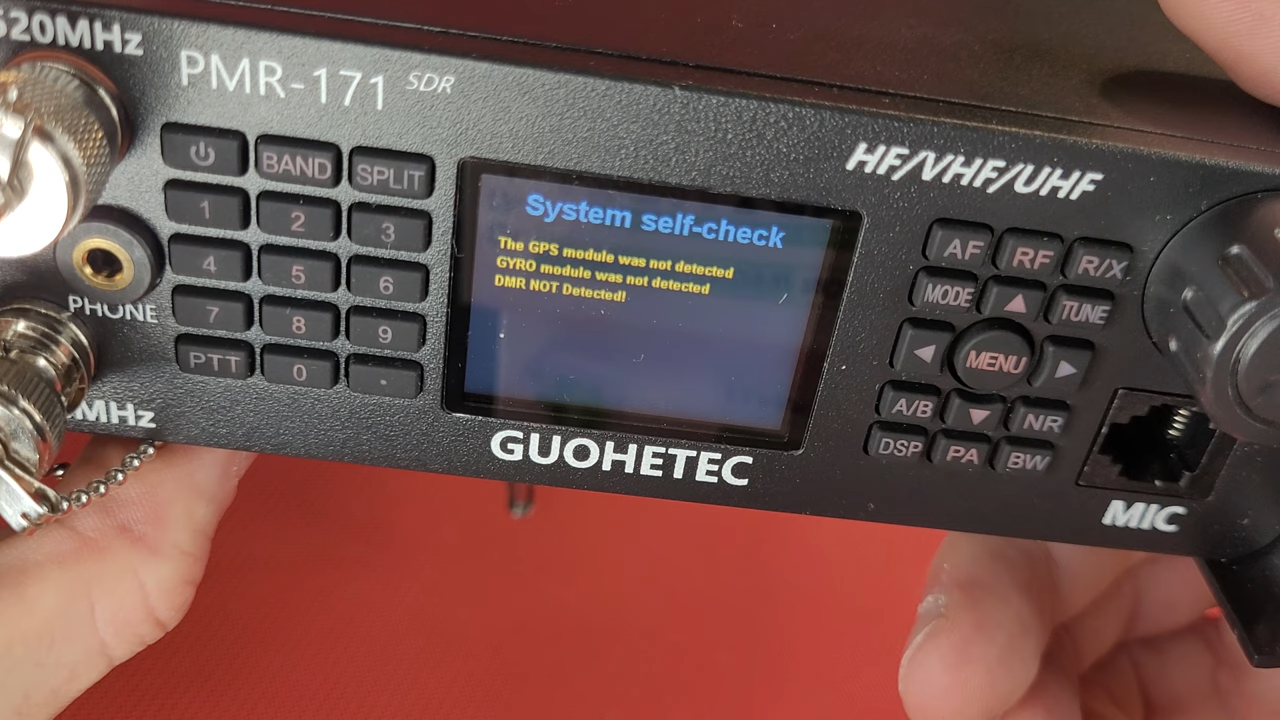 520MHz
PMR-171 SDR
HF/VHF/UHF
BAND SPLIT
1 2 3
4 5 6
7 8 9
PTT 0 .
PHONE
MHz
System self-check
The GPS module was not detected
GYRO module was not detected
DMR NOT Detected!
GUOHETEC
AF RF R/X
MODE ▲ TUNE
◀ MENU ▶
A/B ▼ NR
DSP PA BW
MIC